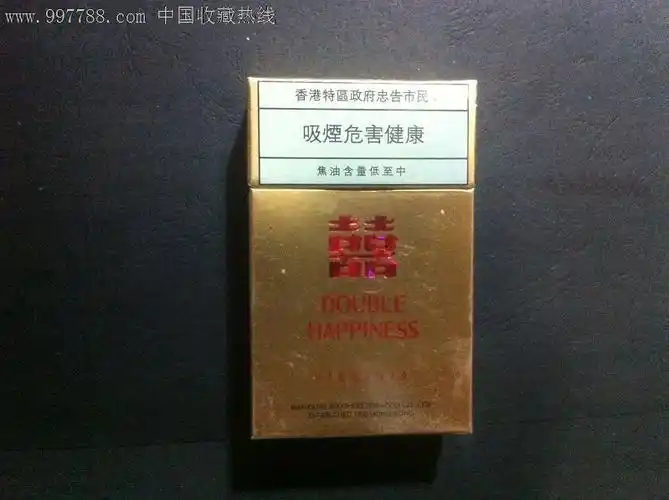 www.997788.com 中国收藏热线
香港特區政府忠告市民
吸煙危害健康
焦油含量低至中
囍
DOUBLE
HAPPINESS